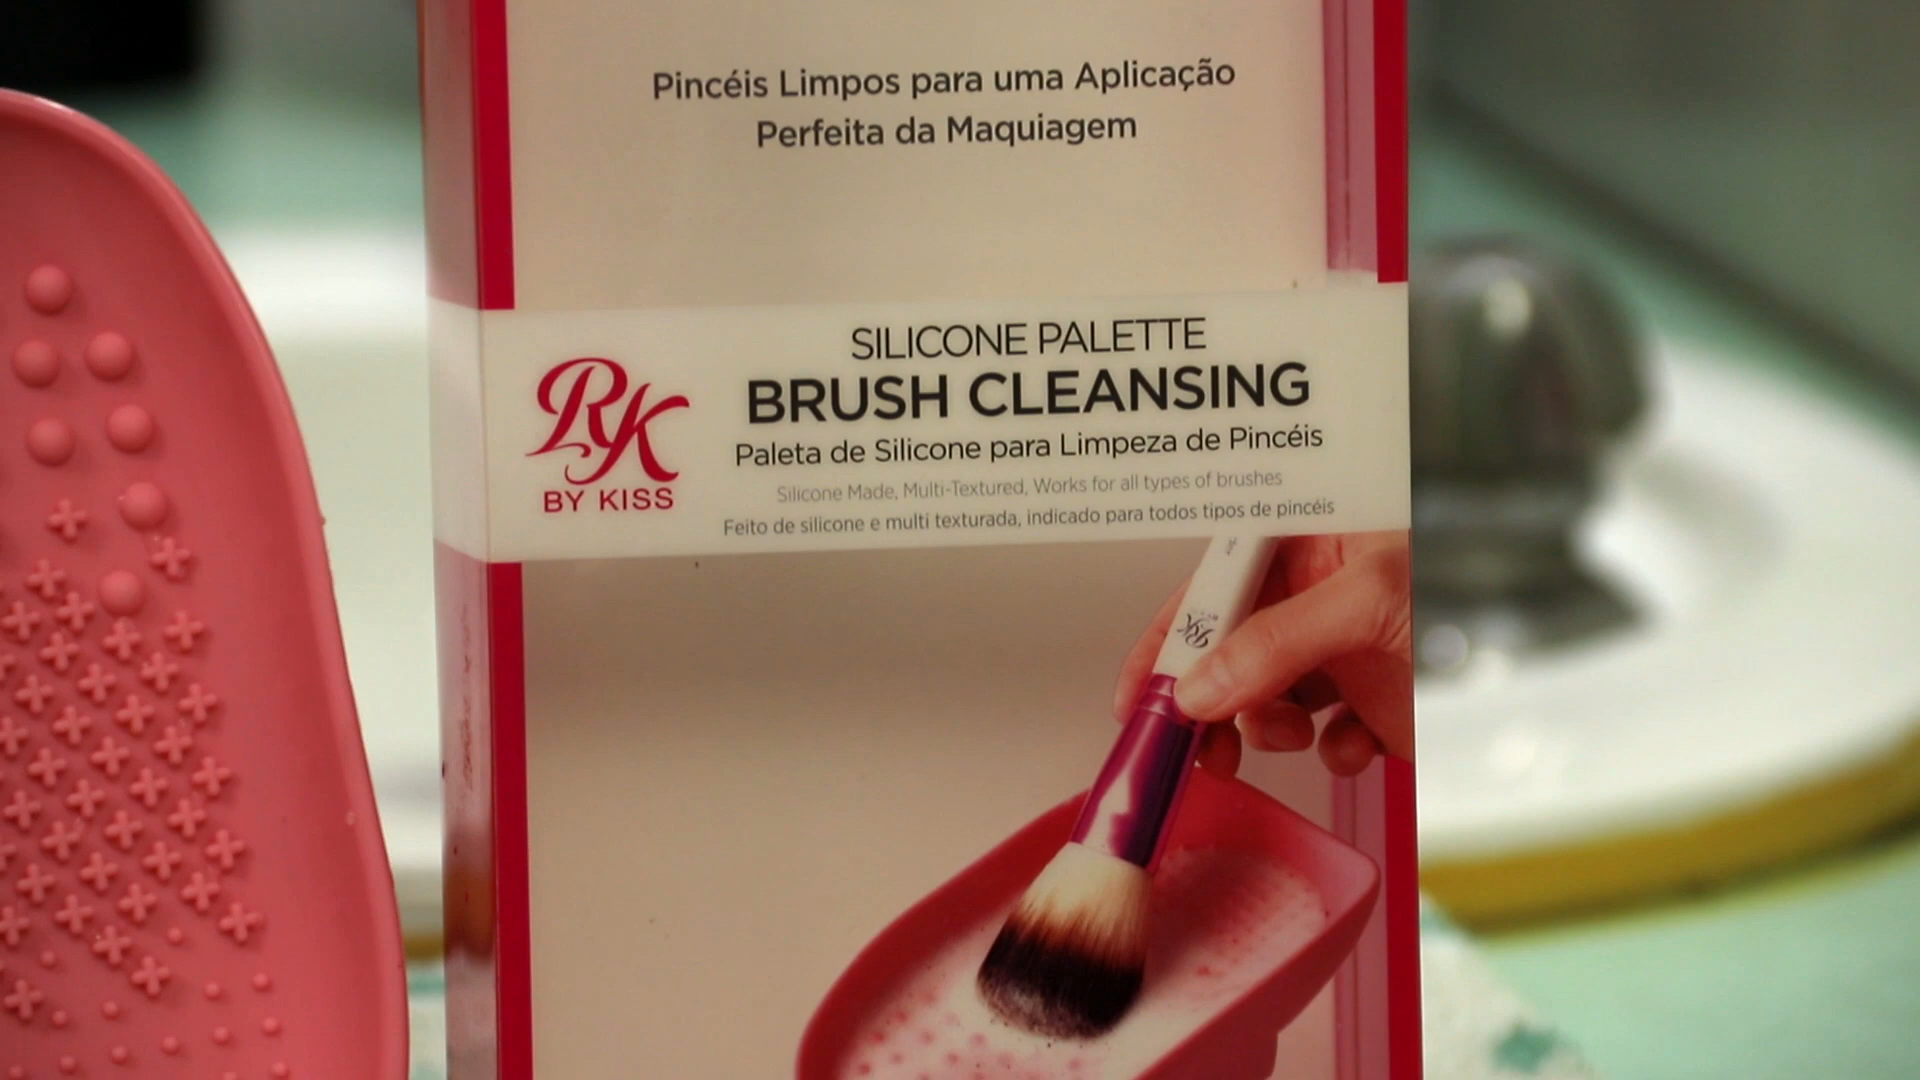 Pincéis Limpos para uma Aplicação
Perfeita da Maquiagem
SILICONE PALETTE
BRUSH CLEANSING
Paleta de Silicone para Limpeza de Pincéis
Silicone Made, Multi-Textured, Works for all types of brushes
Feito de silicone e multi texturada, indicado para todos tipos de pincéis
RK
BY KISS
RK